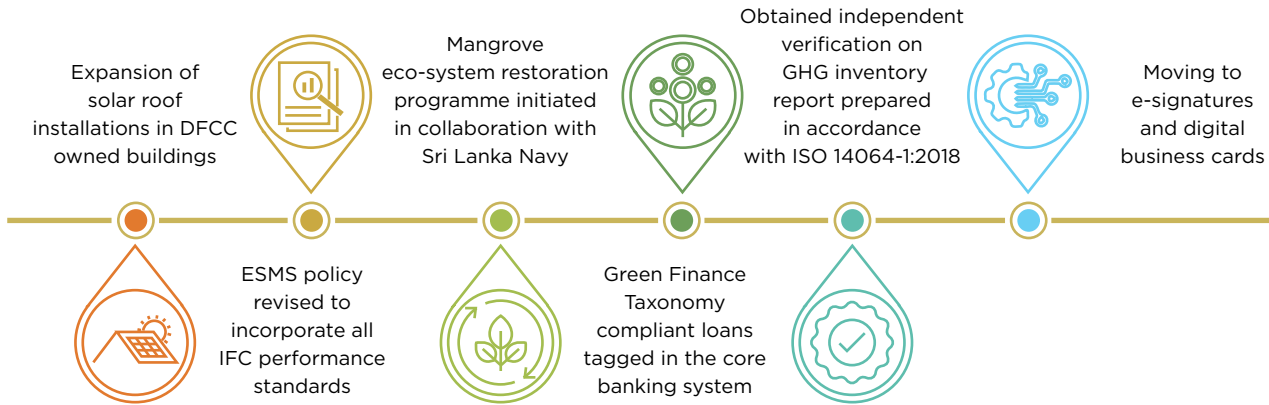 Expansion of
solar roof
installations in DFCC
owned buildings
ESMS policy
revised to
incorporate all
IFC performance
standards
Mangrove
eco-system restoration
programme initiated
in collaboration with
Sri Lanka Navy
Green Finance
Taxonomy
compliant loans
tagged in the core
banking system
Obtained independent
verification on
GHG inventory
report prepared
in accordance
with ISO 14064-1:2018
Moving to
e-signatures
and digital
business cards